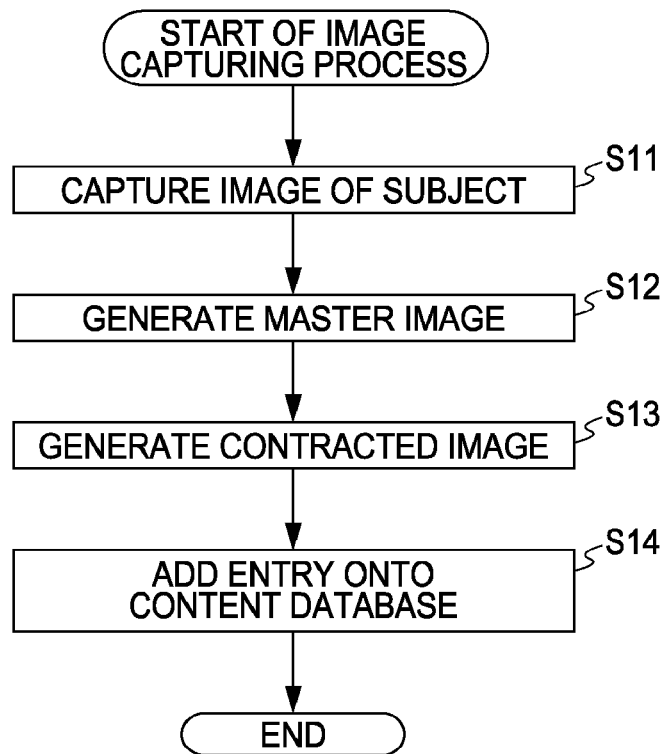 START OF IMAGE
CAPTURING PROCESS
S11
CAPTURE IMAGE OF SUBJECT
S12
GENERATE MASTER IMAGE
S13
GENERATE CONTRACTED IMAGE
S14
ADD ENTRY ONTO
CONTENT DATABASE
END